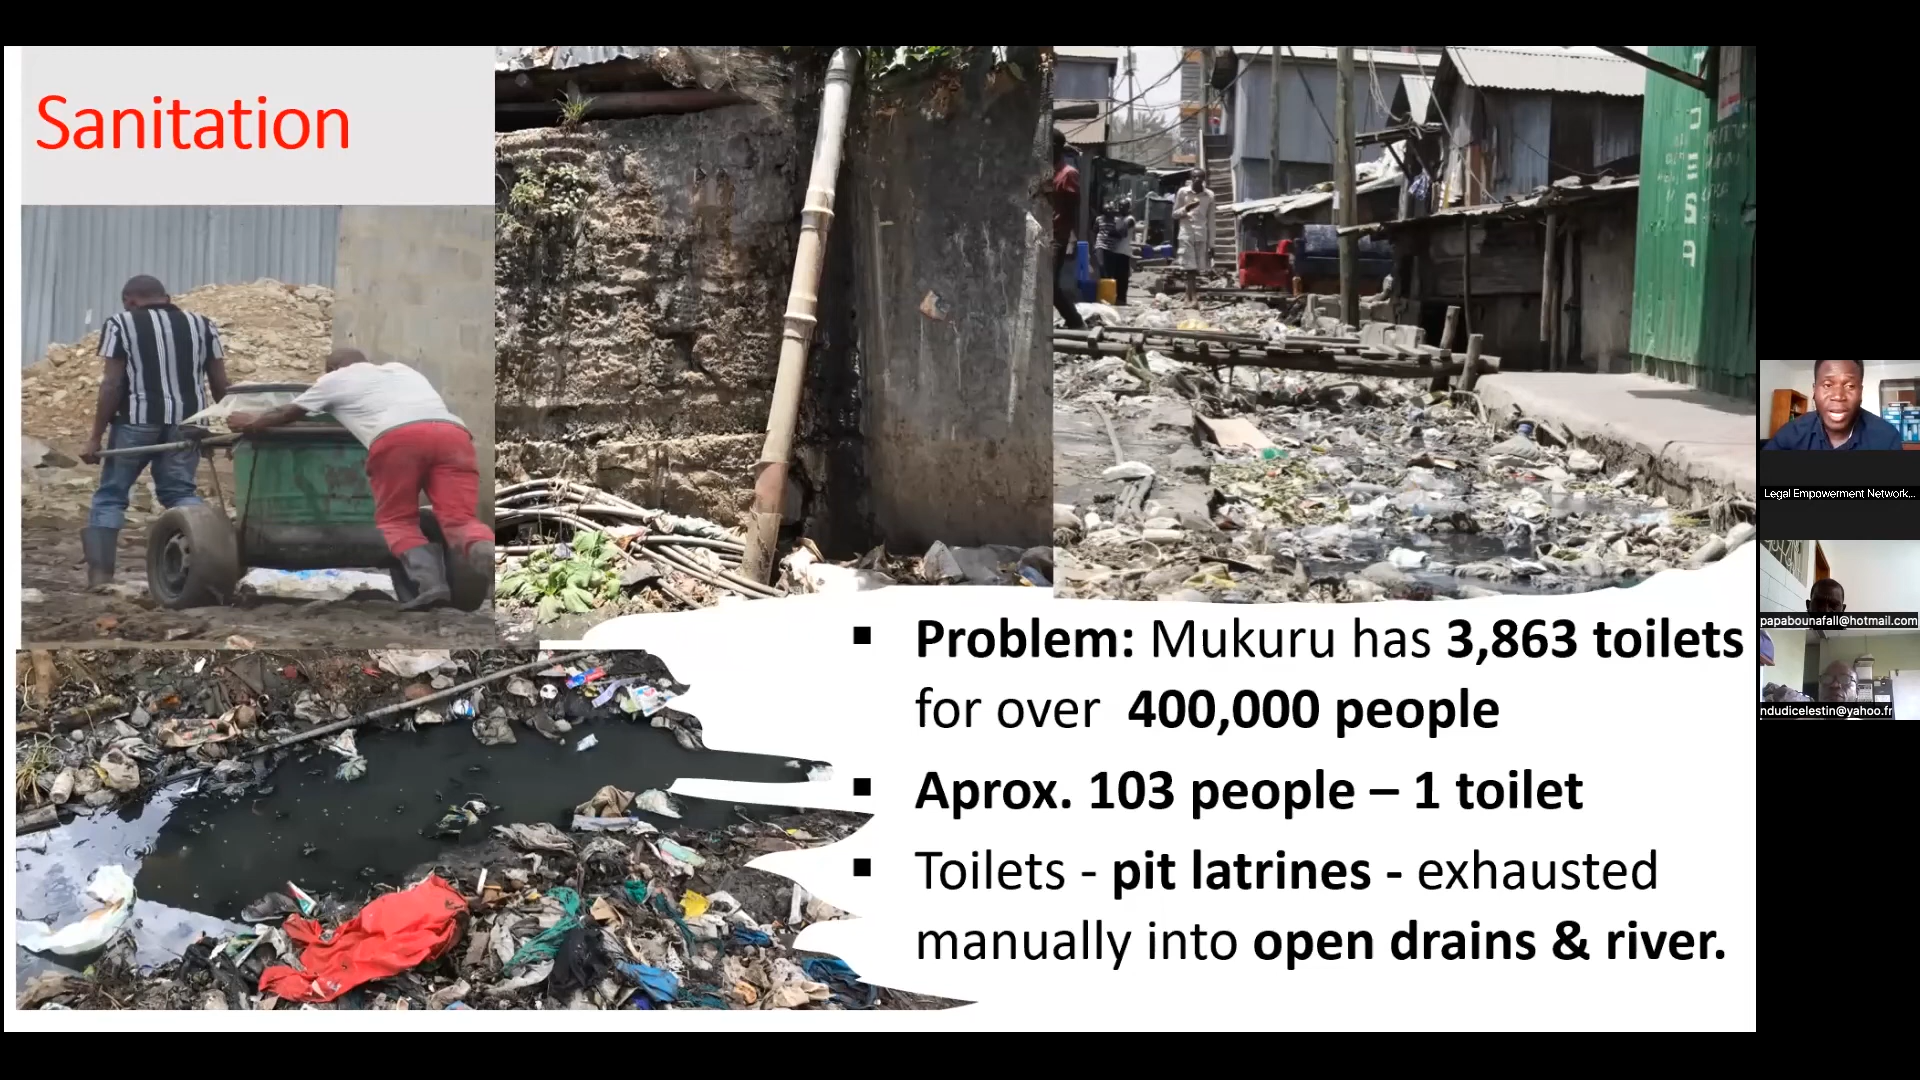 Sanitation
Problem: Mukuru has 3,863 toilets
for over 400,000 people
Aprox. 103 people – 1 toilet
Toilets - pit latrines - exhausted
manually into open drains & river.
Legal Empowerment Network...
papabounafall@hotmail.com
ndudicelestin@yahoo.fr